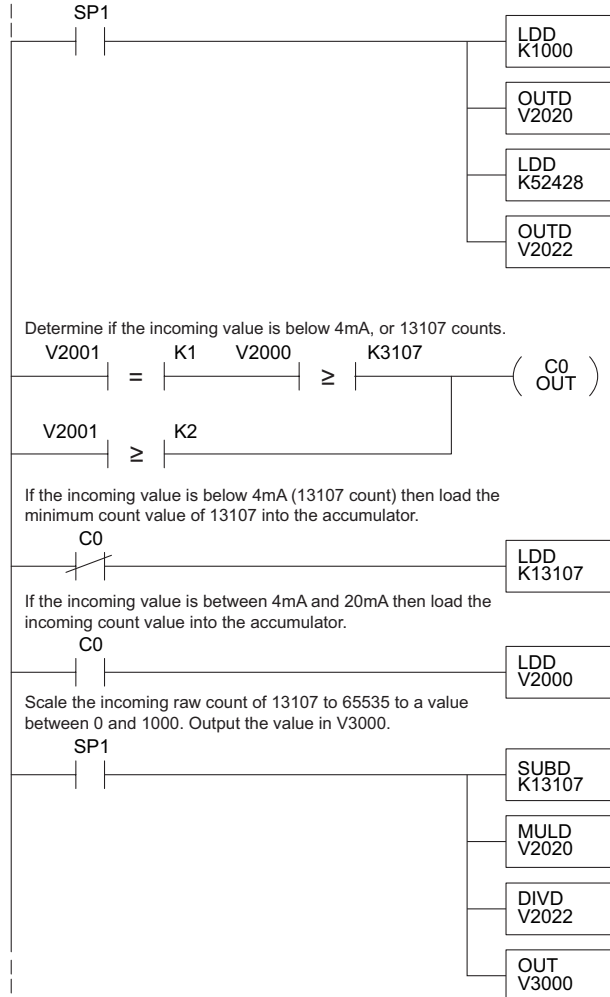 SP1
LDD
K1000
OUTD
V2020
LDD
K52428
OUTD
V2022
Determine if the incoming value is below 4mA, or 13107 counts.
V2001 = K1 V2000 ≥ K3107
C0
OUT
V2001 ≥ K2
If the incoming value is below 4mA (13107 count) then load the
minimum count value of 13107 into the accumulator.
C0
LDD
K13107
If the incoming value is between 4mA and 20mA then load the
incoming count value into the accumulator.
C0
LDD
V2000
Scale the incoming raw count of 13107 to 65535 to a value
between 0 and 1000. Output the value in V3000.
SP1
SUBD
K13107
MULD
V2020
DIVD
V2022
OUT
V3000